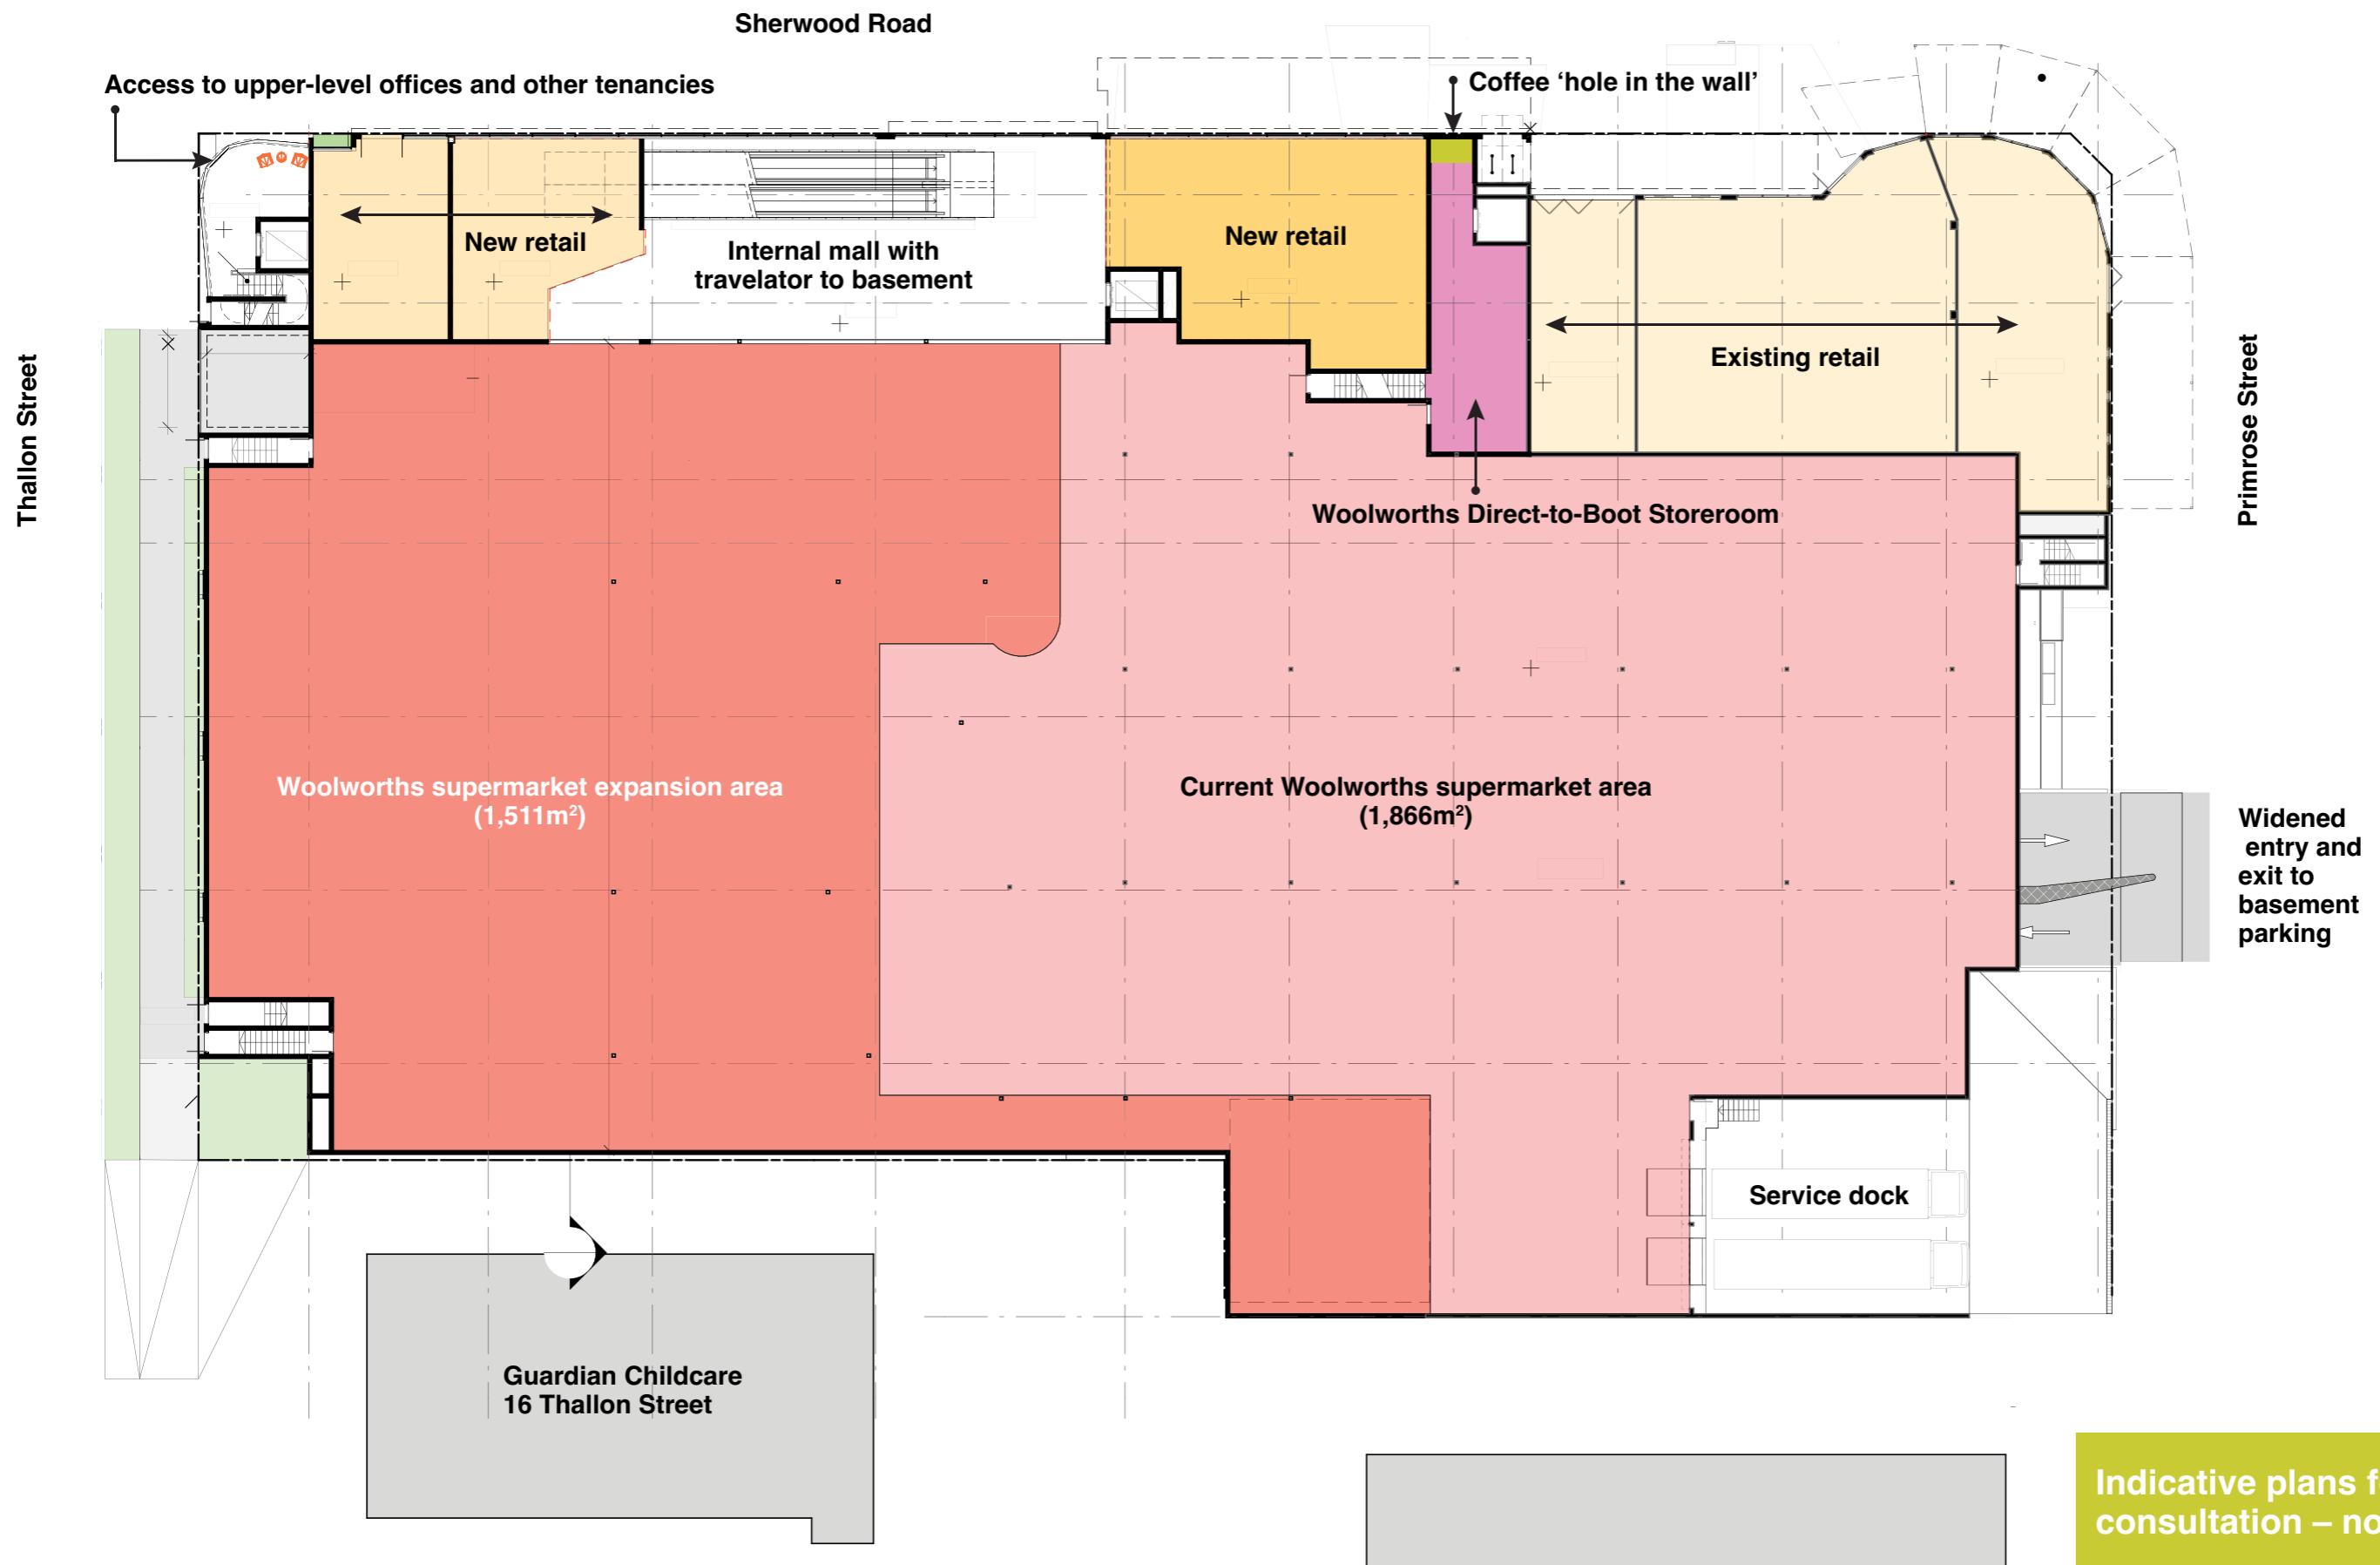 Sherwood Road
Access to upper-level offices and other tenancies
Coffee ‘hole in the wall’
New retail
Internal mall with
travelator to basement
New retail
Existing retail
Thallon Street
Primrose Street
Woolworths Direct-to-Boot Storeroom
Woolworths supermarket expansion area
(1,511m²)
Current Woolworths supermarket area
(1,866m²)
Widened
entry and
exit to
basement
parking
Service dock
Guardian Childcare
16 Thallon Street
Indicative plans
consultation –